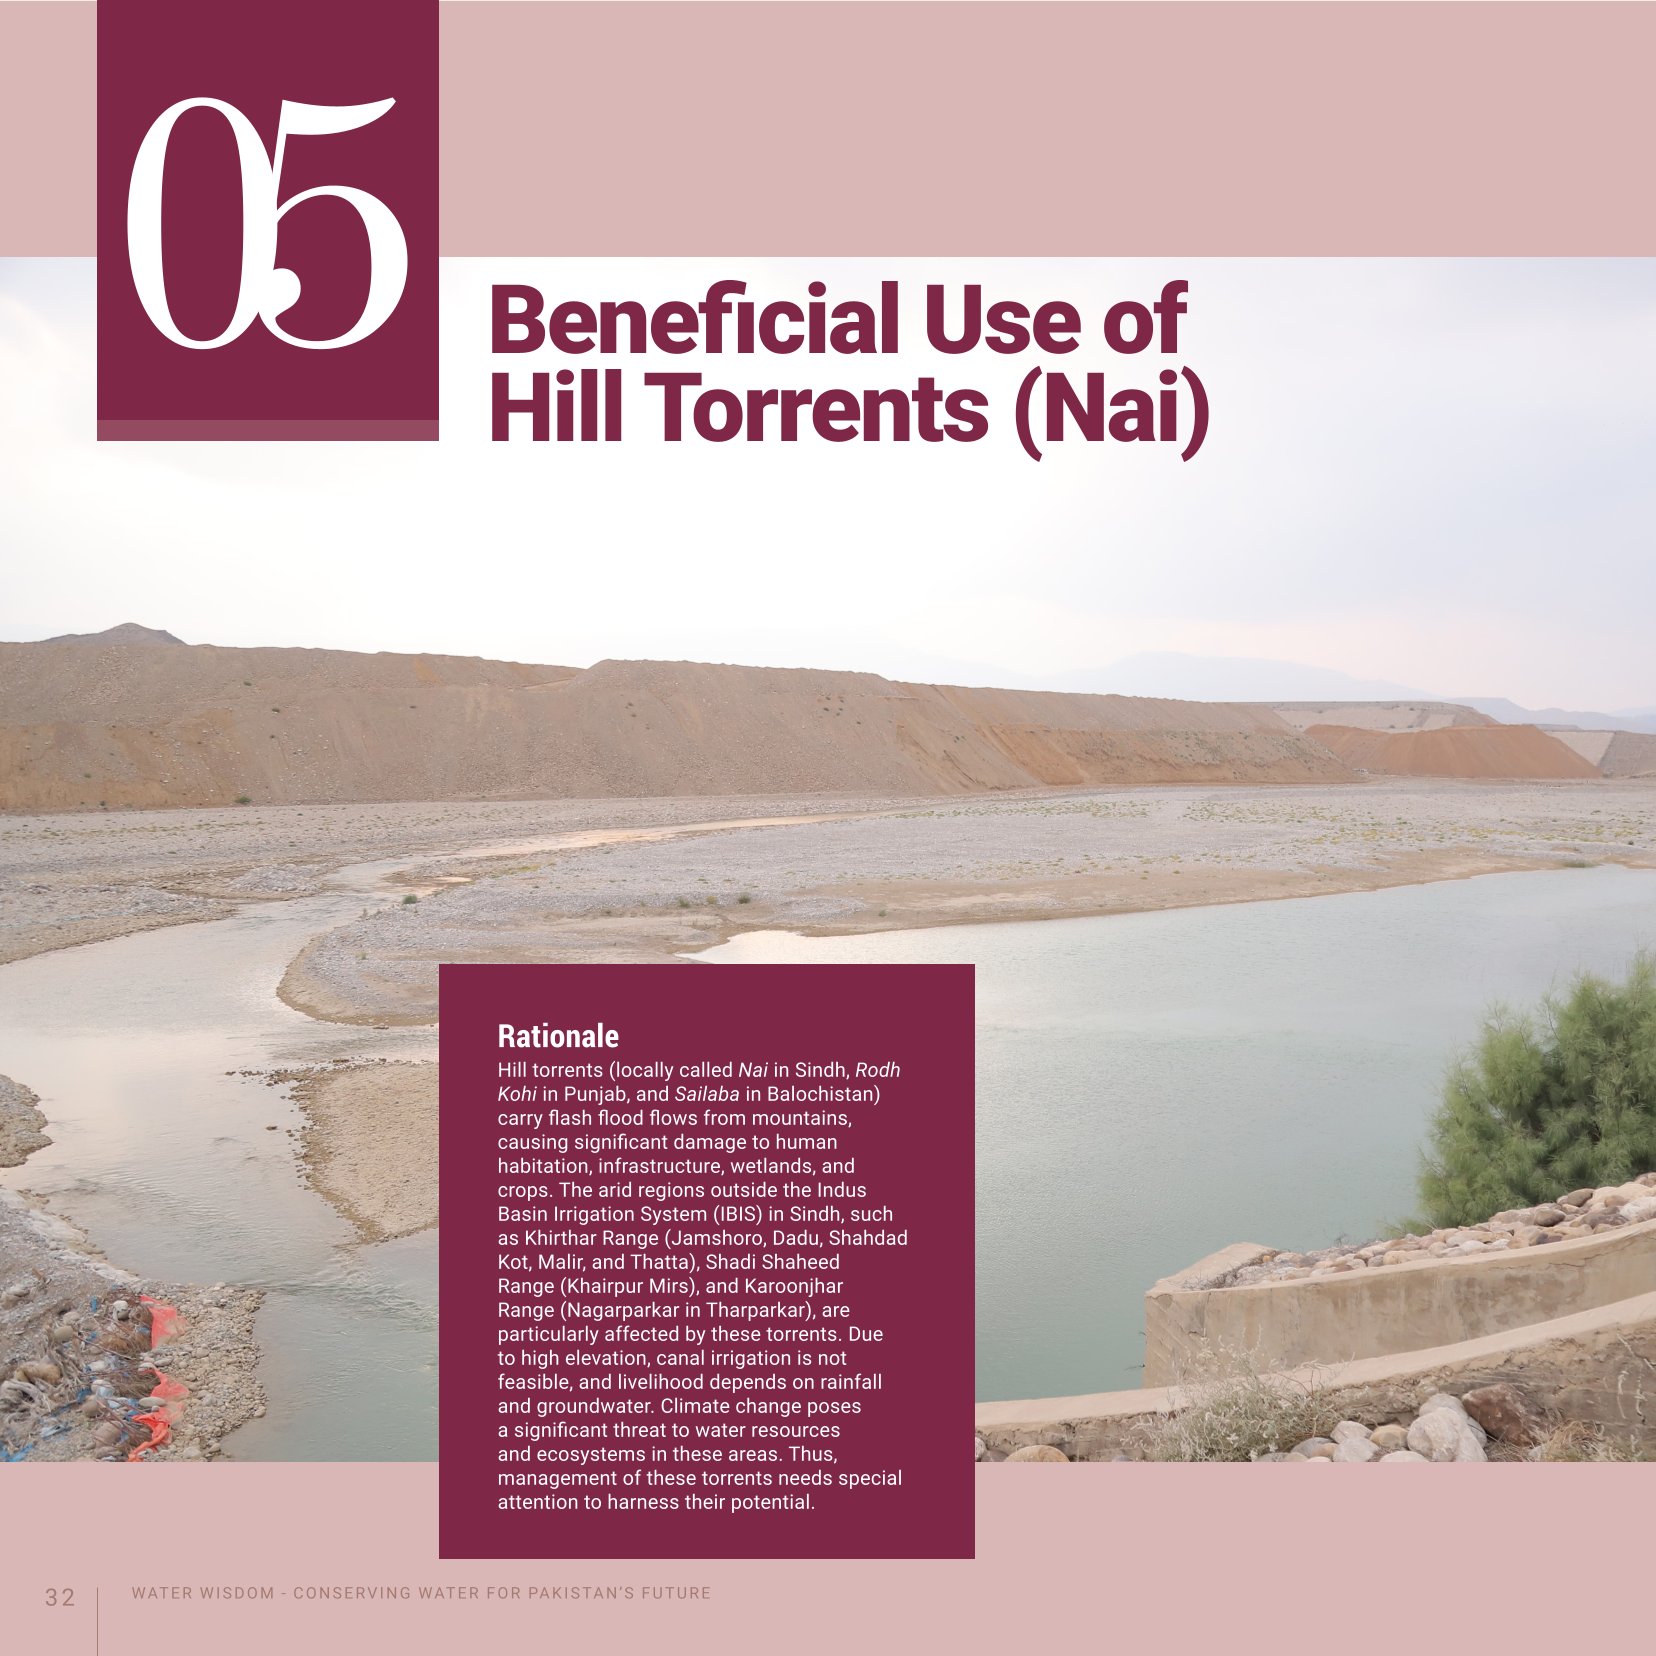 05
Beneficial Use of
Hill Torrents (Nai)
Rationale
Hill torrents (locally called Nai in Sindh, Rodh
Kohi in Punjab, and Sailaba in Balochistan)
carry flash flood flows from mountains,
causing significant damage to human
habitation, infrastructure, wetlands, and
crops. The arid regions outside the Indus
Basin Irrigation System (IBIS) in Sindh, such
as Khirthar Range (Jamshoro, Dadu, Shahdad
Kot, Malir, and Thatta), Shadi Shaheed
Range (Khairpur Mirs), and Karoonjhar
Range (Nagarparkar in Tharparkar), are
particularly affected by these torrents. Due
to high elevation, canal irrigation is not
feasible, and livelihood depends on rainfall
and groundwater. Climate change poses
a significant threat to water resources
and ecosystems in these areas. Thus,
management of these torrents needs special
attention to harness their potential.
32
WATER WISDOM - CONSERVING WATER FOR PAKISTAN’S FUTURE